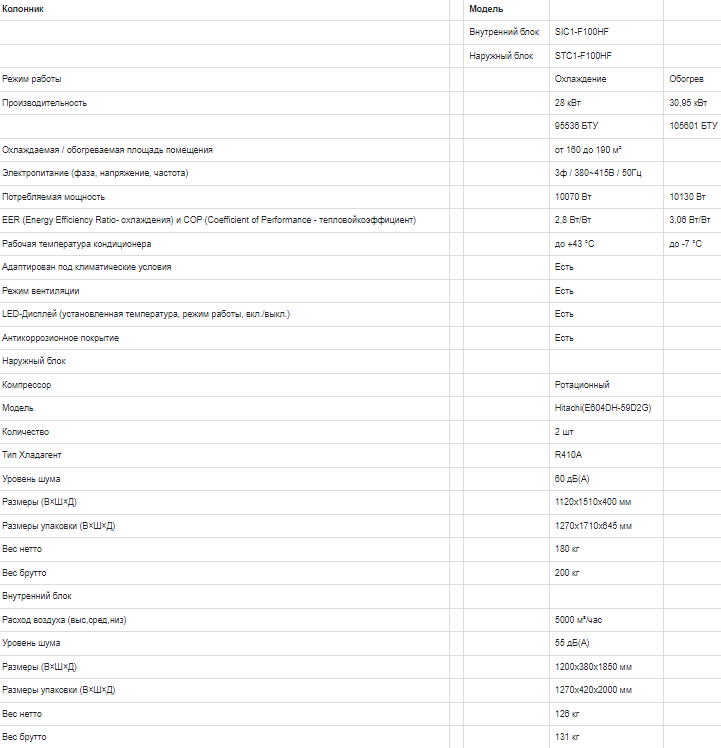 Колонник Модель
Внутренний блок SIC1-F100HF
Наружный блок STC1-F100HF
Режим работы Охлаждение Обогрев
Производительность 28 кВт 30,95 кВт
95536 БТУ 105601 БТУ
Охлаждаемая / обогреваемая площадь помещения от 160 до 190 м²
Электропитание (фаза, напряжение, частота) 3ф / 380~415В / 50Гц
Потребляемая мощность 10070 Вт 10130 Вт
EER (Energy Efficiency Ratio- охлаждения) и COP (Coefficient of Performance - тепловойкоэффициент) 2,8 Вт/Вт 3,06 Вт/Вт
Рабочая температура кондиционера до +43 °C до -7 °C
Адаптирован под климатические условия Есть
Режим вентиляции Есть
LED-Дисплей (установленная температура, режим работы, вкл./выкл.) Есть
Антикоррозионное покрытие Есть
Наружный блок
Компрессор Ротационный
Модель Hitachi(E604DH-59D2G)
Количество 2 шт
Тип Хладагент R410A
Уровень шума 60 дБ(А)
Размеры (В×Ш×Д) 1120x1510x400 мм
Размеры упаковки (В×Ш×Д) 1270x1710x645 мм
Вес нетто 180 кг
Вес брутто 200 кг
Внутренний блок
Расход воздуха (выс,сред,низ) 5000 м³/час
Уровень шума 55 дБ(А)
Размеры (В×Ш×Д) 1200x380x1850 мм
Размеры упаковки (В×Ш×Д) 1270x420x2000 мм
Вес нетто 126 кг
Вес брутто 131 кг